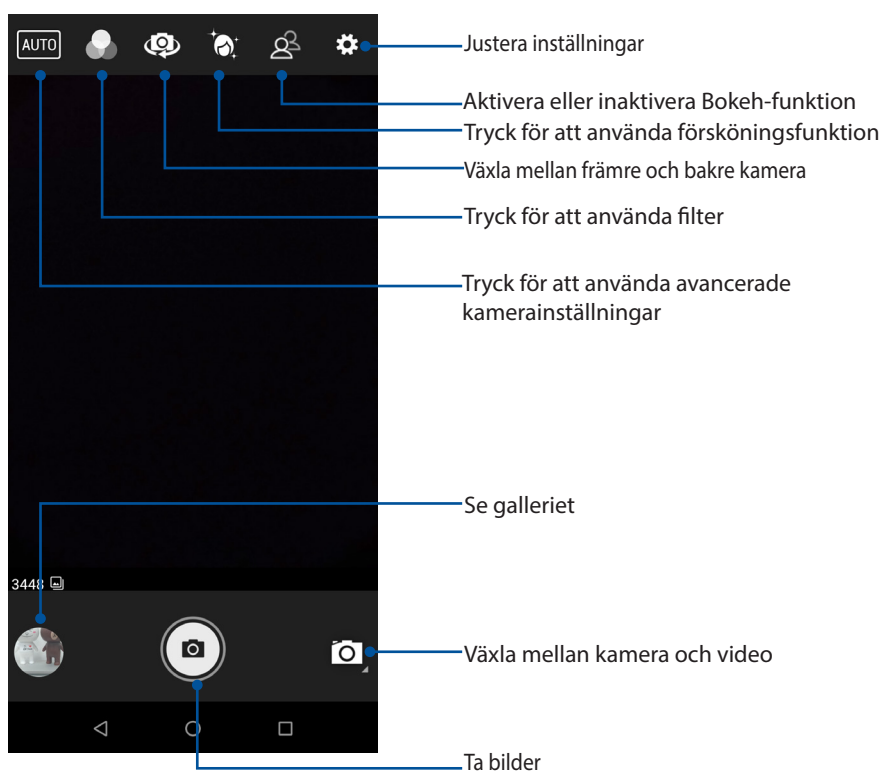 AUTO
Justera inställningar
Aktivera eller inaktivera Bokeh-funktion
Tryck för att använda försköningsfunktion
Växla mellan främre och bakre kamera
Tryck för att använda filter
Tryck för att använda avancerade
kamerainställningar
Se galleriet
3448
Växla mellan kamera och video
Ta bilder